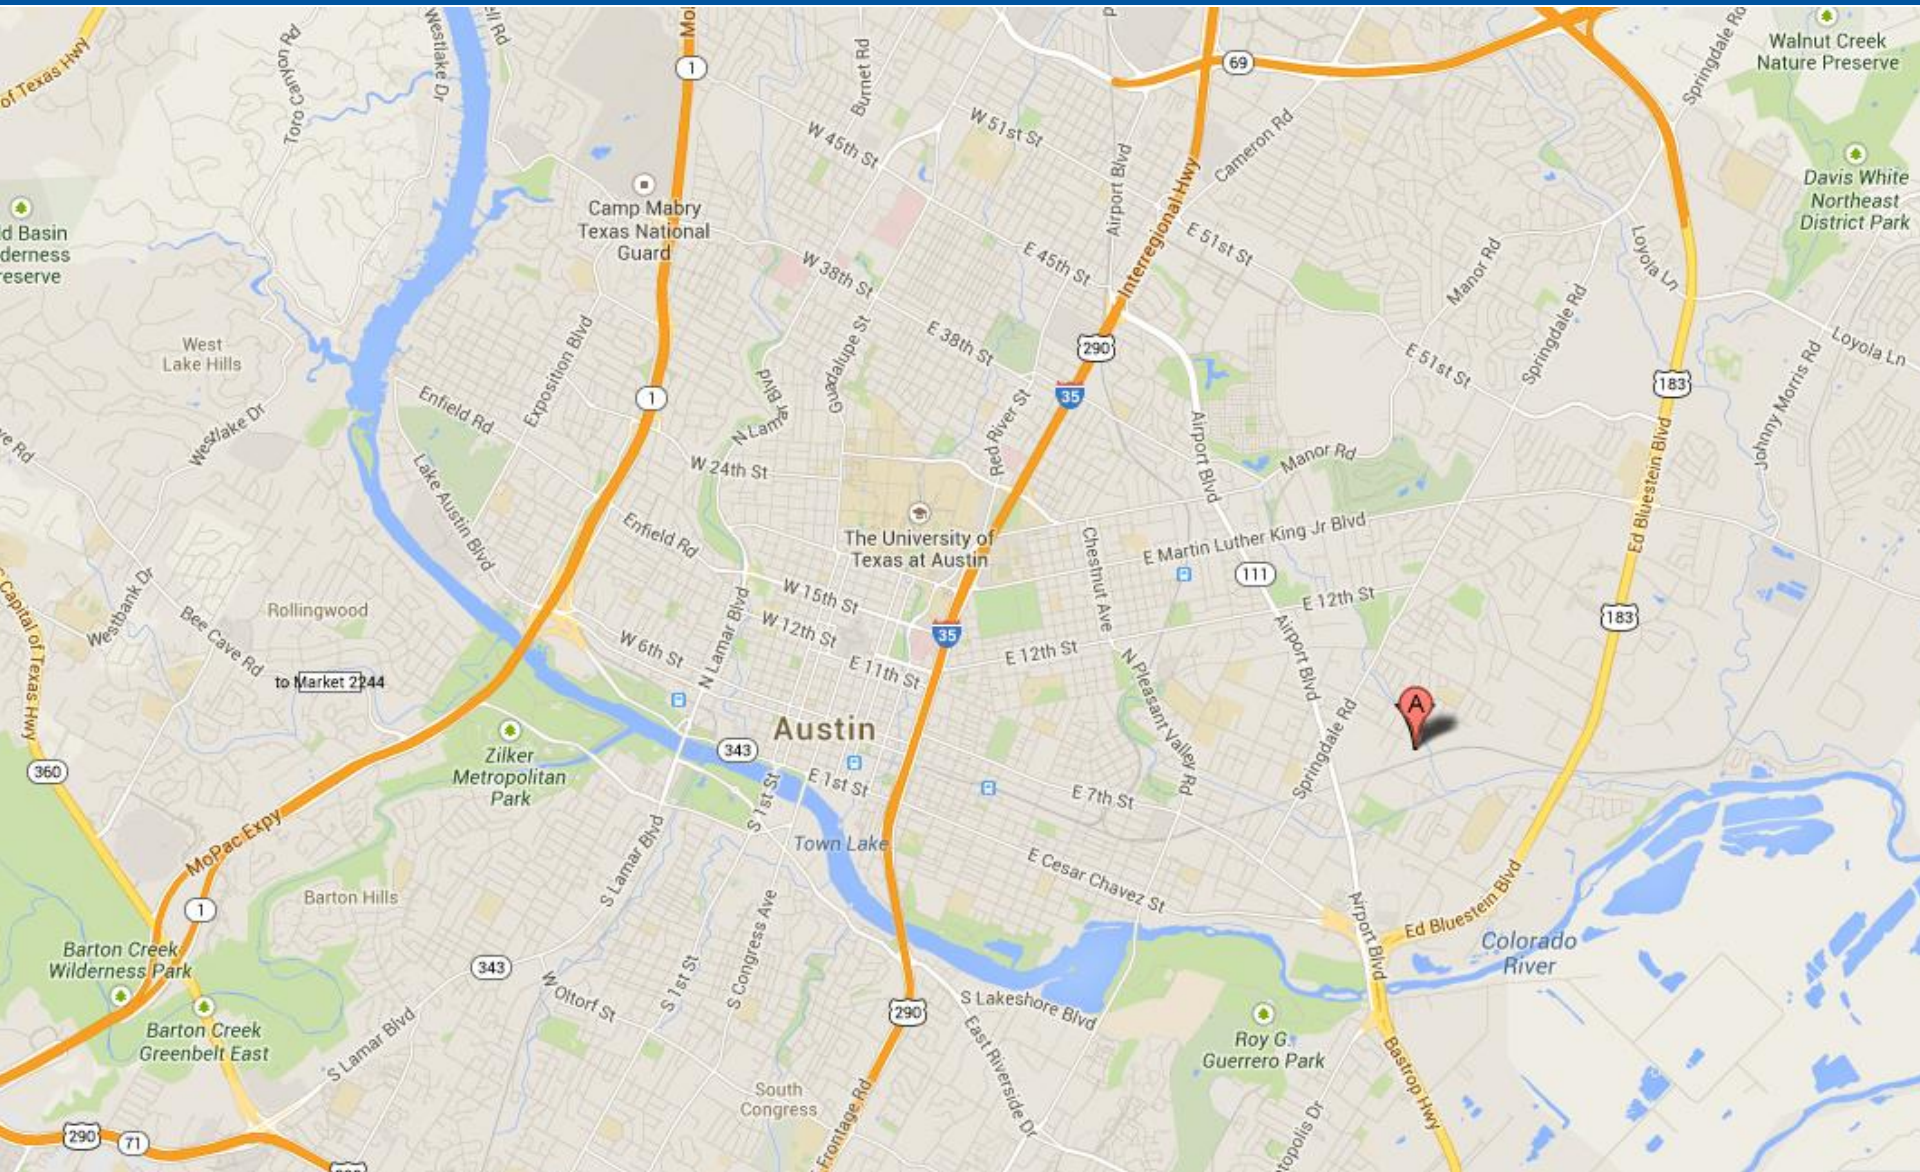 of Texas Hwy
Toro Canyon Rd
Westlake Dr
ell Rd
Mo
1
Burnet Rd
W 45th St
W 51st St
Airport Blvd
69
Cameron Rd
Interregional Hwy
Springdale Rd
Walnut Creek
Nature Preserve
Davis White
Northeast
District Park
ld Basin
derness
reserve
Camp Mabry
Texas National
Guard
W 38th St
E 45th St
E 51st St
Manor Rd
Loyola Ln
Springdale Rd
West
Lake Hills
Exposition Blvd
N Lamar Blvd
Guadalupe St
E 38th St
290
35
E 51st St
Loyola Ln
183
Johnny Morris Rd
1
Enfield Rd
Westlake Dr
ve Rd
Red River St
Airport Blvd
Manor Rd
Ed Bluestein Blvd
Lake Austin Blvd
W 24th St
Enfield Rd
The University of
Texas at Austin
Chestnut Ave
E Martin Luther King Jr Blvd
111
E 12th St
183
Capital of Texas Hwy
Westbank Dr
Bee Cave Rd
Rollingwood
W 15th St
W 12th St
N Lamar Blvd
W 6th St
E 11th St
35
E 12th St
N Pleasant Valley Rd
Airport Blvd
to Market 2244
Springdale Rd
A
Austin
343
360
Zilker
Metropolitan
Park
E 1st St
S 1st St
E 7th St
MoPac Expy
S Lamar Blvd
Town Lake
E Cesar Chavez St
Barton Hills
1
S Congress Ave
Airport Blvd
Ed Bluestein Blvd
Colorado
River
Barton Creek
Wilderness Park
343
W Oltorf St
S 1st St
290
S Lakeshore Blvd
Barton Creek
Greenbelt East
S Lamar Blvd
East Riverside Dr
Roy G.
Guerrero Park
Bastrop Hwy
South
Congress
Frontage Rd
290
71
topolis Dr